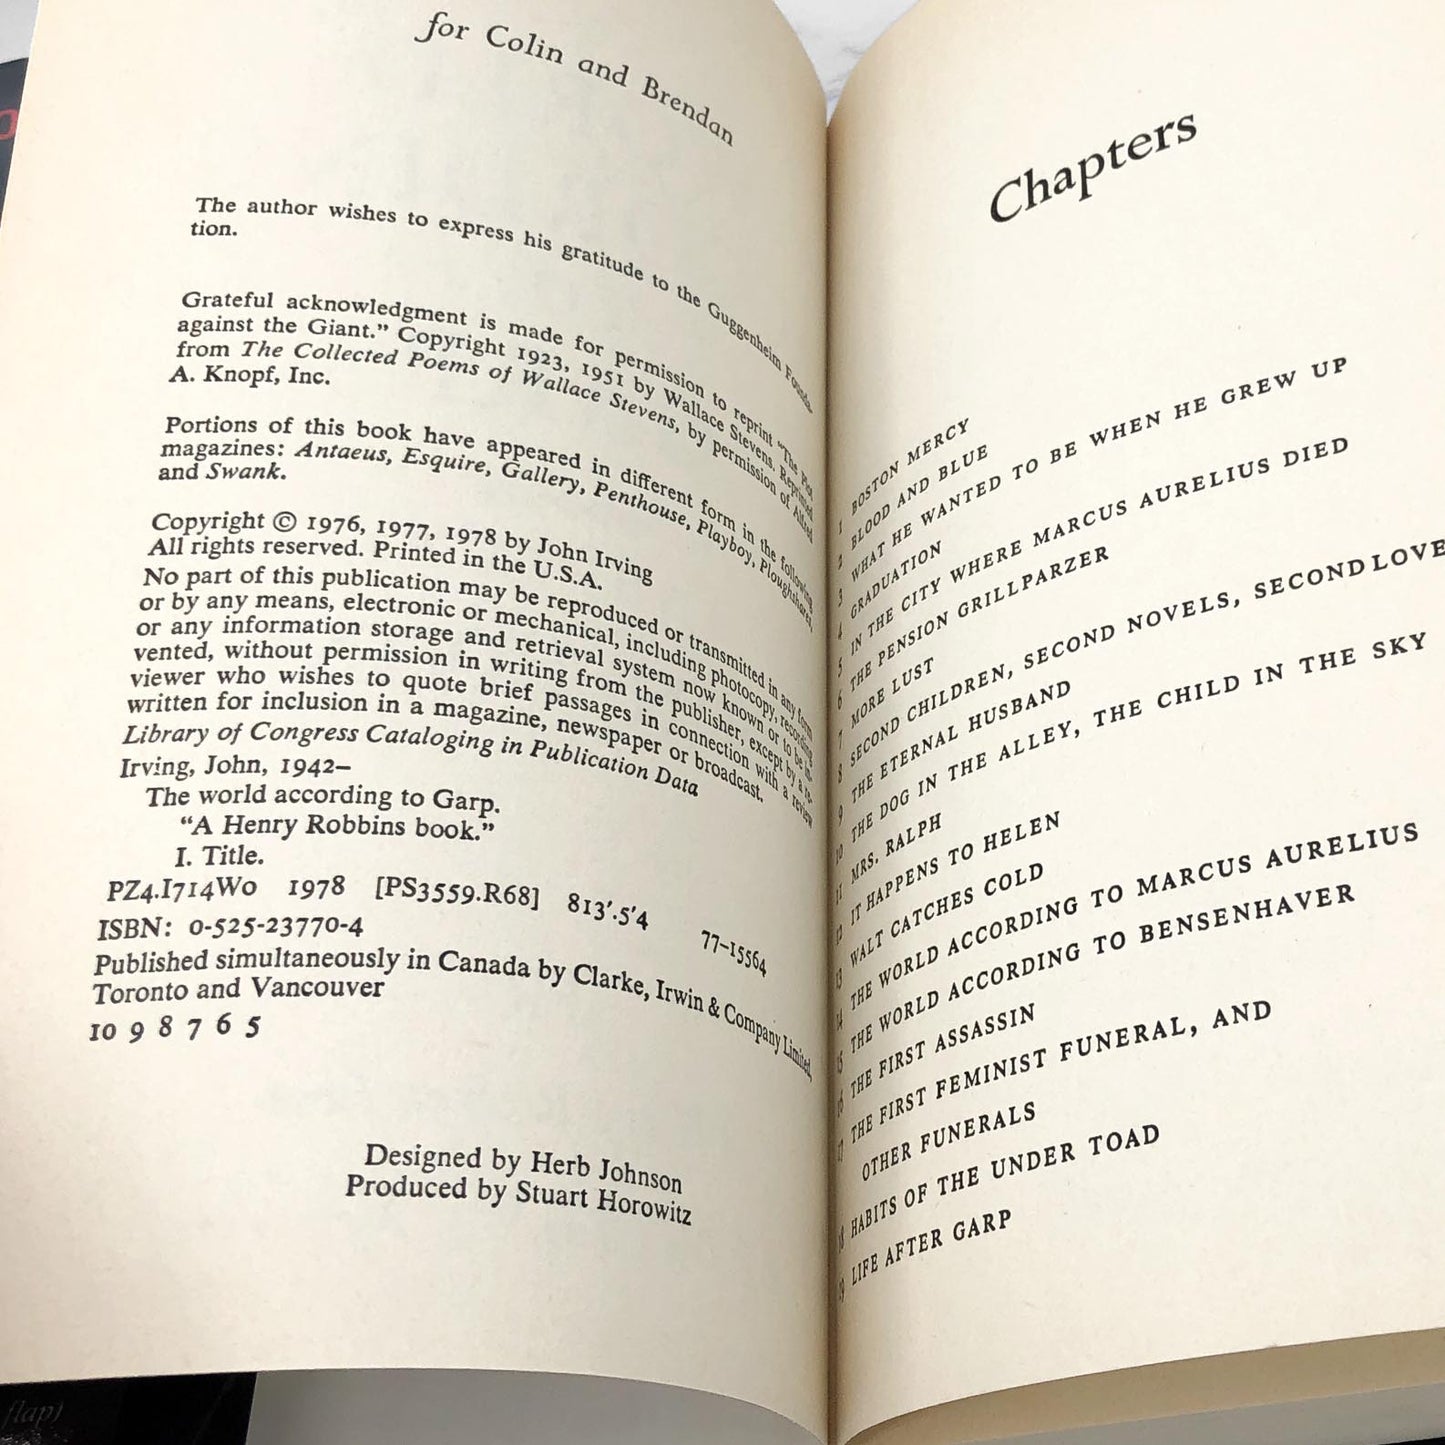 for Colin and Brendan
The author wishes to express his gratitude to the Guggenheim Founda-
tion.
Grateful acknowledgment is made for permission to reprint "The Plot
against the Giant." Copyright 1923, 1951 by Wallace Stevens. Reprinted
from The Collected Poems of Wallace Stevens, by permission of Alfred
A. Knopf, Inc.
Portions of this book have appeared in different form in the following
magazines: Antaeus, Esquire, Gallery, Penthouse, Playboy, Ploughshares,
and Swank.
Copyright © 1976, 1977, 1978 by John Irving
All rights reserved. Printed in the U.S.A.
No part of this publication may be reproduced or transmitted in any form
or by any means, electronic or mechanical, including photocopy, recording
or any information storage and retrieval system now known or to be in-
vented, without permission in writing from the publisher, except by a re-
viewer who wishes to quote brief passages in connection with a review
written for inclusion in a magazine, newspaper or broadcast.
Library of Congress Cataloging in Publication Data
Irving, John, 1942–
The world according to Garp.
"A Henry Robbins book."
I. Title.
PZ4.I714Wo 1978 [PS3559.R68] 813'.5'4 77–15564
ISBN: 0-525-23770-4
Published simultaneously in Canada by Clarke, Irwin & Company Limited,
Toronto and Vancouver
10 9 8 7 6 5
Designed by Herb Johnson
Produced by Stuart Horowitz
flap)
Chapters
1 BOSTON MERCY
2 BLOOD AND BLUE
3 WHAT HE WANTED TO BE WHEN HE GREW UP
4 GRADUATION
5 IN THE CITY WHERE MARCUS AURELIUS DIED
6 THE PENSION GRILLPARZER
7 MORE LUST
8 SECOND CHILDREN, SECOND NOVELS, SECOND LOVE
9 THE ETERNAL HUSBAND
10 THE DOG IN THE ALLEY, THE CHILD IN THE SKY
11 MRS. RALPH
12 IT HAPPENS TO HELEN
13 WALT CATCHES COLD
14 THE WORLD ACCORDING TO MARCUS AURELIUS
15 THE WORLD ACCORDING TO BENSENHAVER
16 THE FIRST ASSASSIN
17 THE FIRST FEMINIST FUNERAL, AND
OTHER FUNERALS
18 HABITS OF THE UNDER TOAD
19 LIFE AFTER GARP